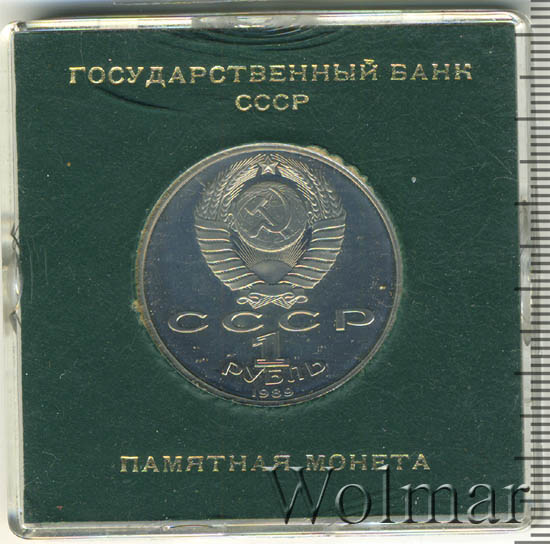 ГОСУДАРСТВЕННЫЙ БАНК
СССР
СССР
1
РУБЛЬ
1989
ПАМЯТНАЯ МОНЕТА
Wolmar